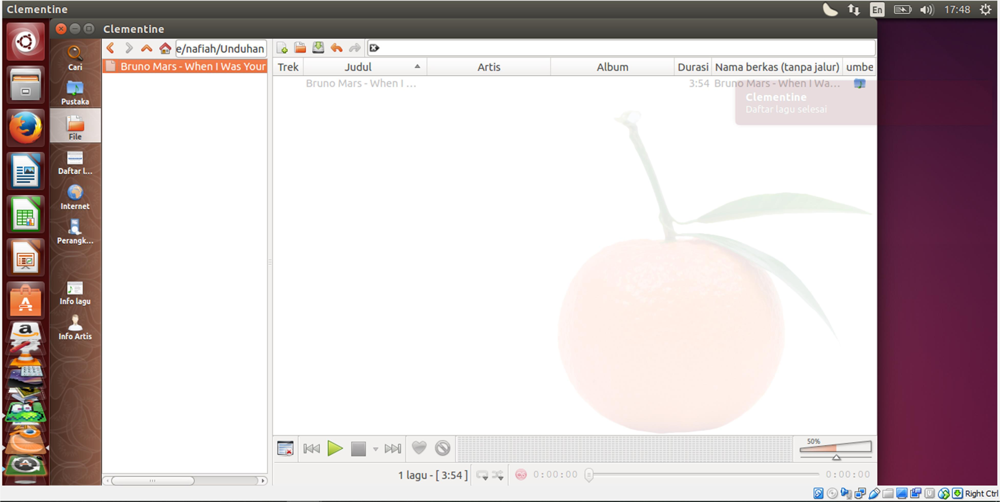 Clementine
En
17:48
Clementine
Cari
Pustaka
File
Daftar l...
Internet
Perangk...
Info lagu
Info Artis
e/nafiah/Unduhan
Bruno Mars - When I Was Your
Trek Judul Artis Album Durasi Nama berkas (tanpa jalur) umbe
Bruno Mars - When I ... 3:54 Bruno Mars - When I Wa...
Clementine
Daftar lagu selesai
50%
1 lagu - [ 3:54 ] 0:00:00 0:00:00
Right Ctrl